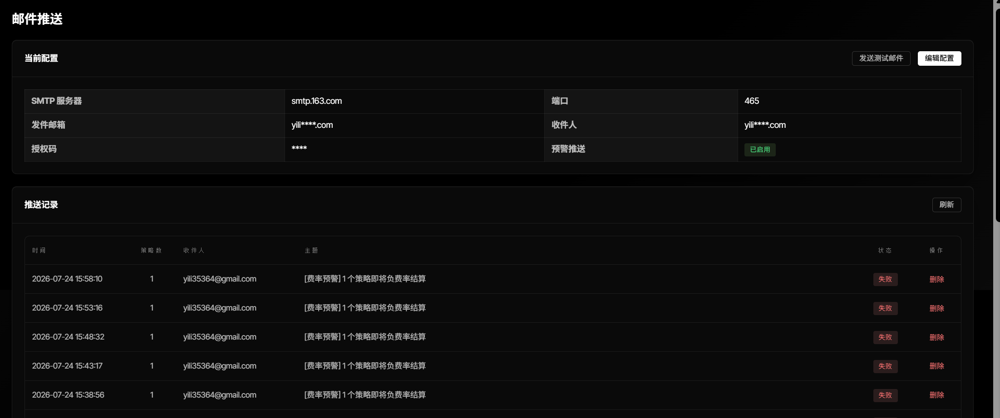 邮件推送
当前配置 发送测试邮件 编辑配置
SMTP 服务器 smtp.163.com 端口 465
发件邮箱 yili****.com 收件人 yili****.com
授权码 **** 预警推送 已启用
推送记录 刷新
时间 策略数 收件人 主题 状态 操作
2026-07-24 15:58:10 1 yili35364@gmail.com [费率预警] 1 个策略即将负费率结算 失败 删除
2026-07-24 15:53:16 1 yili35364@gmail.com [费率预警] 1 个策略即将负费率结算 失败 删除
2026-07-24 15:48:32 1 yili35364@gmail.com [费率预警] 1 个策略即将负费率结算 失败 删除
2026-07-24 15:43:17 1 yili35364@gmail.com [费率预警] 1 个策略即将负费率结算 失败 删除
2026-07-24 15:38:56 1 yili35364@gmail.com [费率预警] 1 个策略即将负费率结算 失败 删除